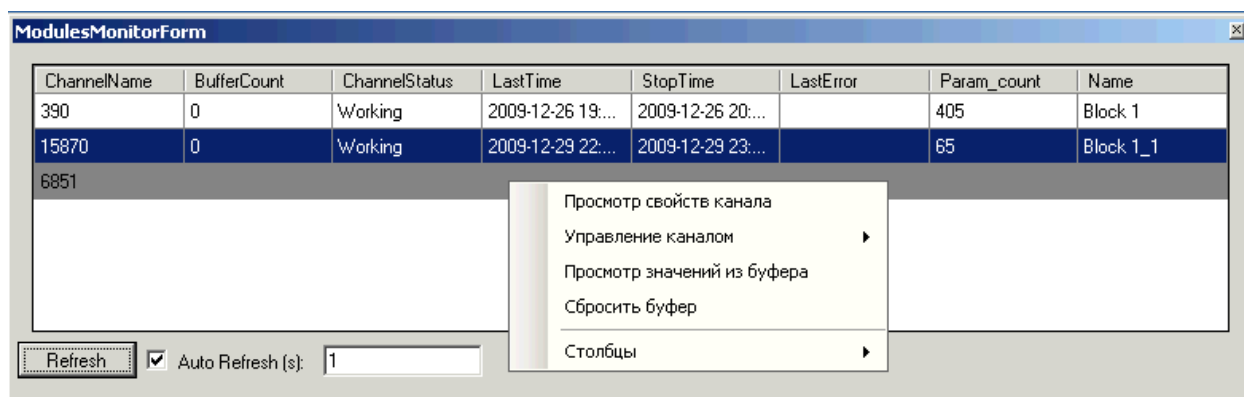 ModulesMonitorForm
ChannelName BufferCount ChannelStatus LastTime StopTime LastError Param_count Name
390 0 Working 2009-12-26 19:... 2009-12-26 20:... 405 Block 1
15870 0 Working 2009-12-29 22:... 2009-12-29 23:... 65 Block 1_1
6851
Просмотр свойств канала
Управление каналом
Просмотр значений из буфера
Сбросить буфер
Столбцы
Refresh Auto Refresh (s): 1